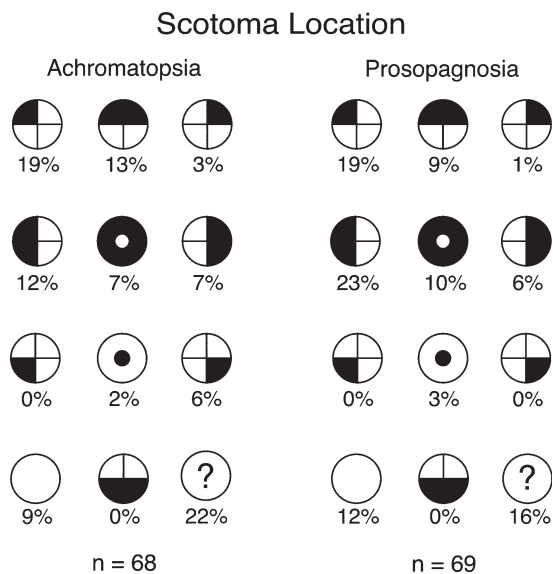 Scotoma Location
Achromatopsia Prosopagnosia
19% 13% 3% 19% 9% 1%
12% 7% 7% 23% 10% 6%
0% 2% 6% 0% 3% 0%
? ?
9% 0% 22% 12% 0% 16%
n = 68 n = 69